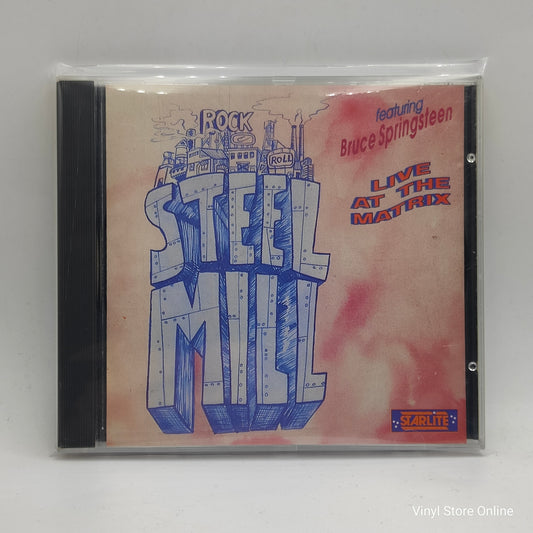 ROCK
ROLL
STEEL
MILL
featuring
Bruce Springsteen
LIVE
AT THE
MATRIX
STARLITE
Vinyl Store Online